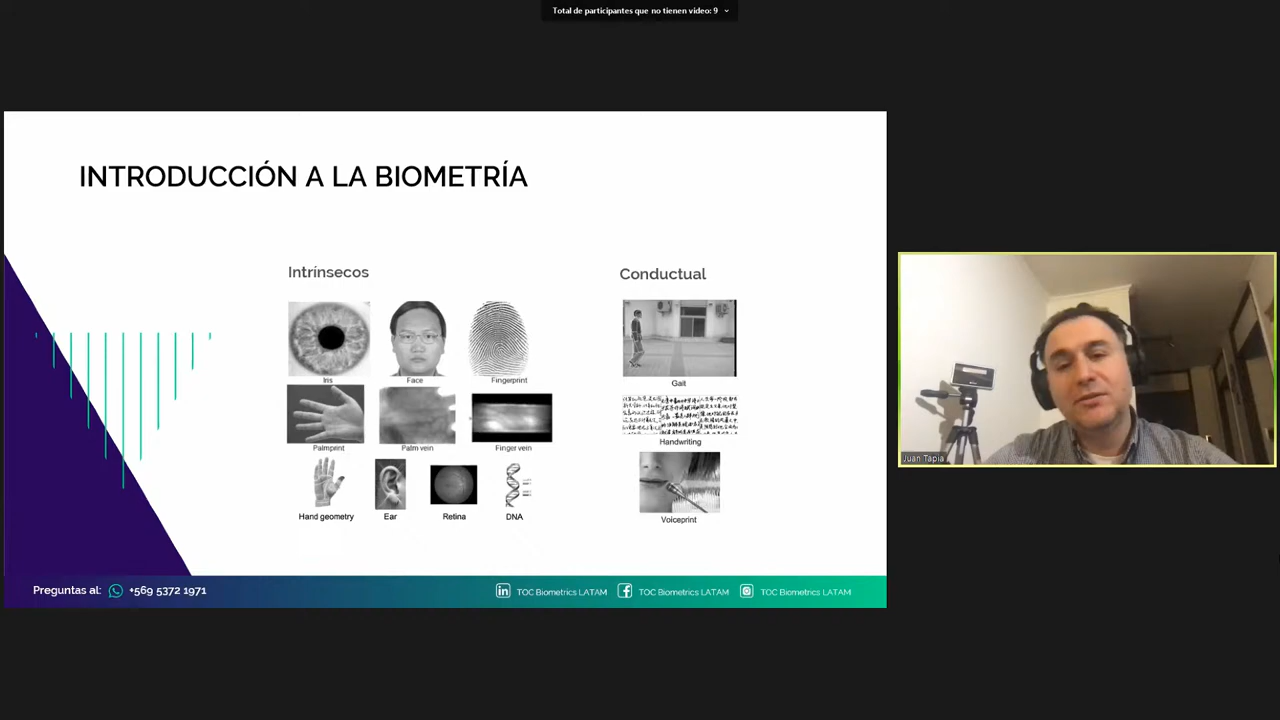 Total de participantes que no tienen video: 9
INTRODUCCIÓN A LA BIOMETRÍA
Intrínsecos
Conductual
Iris
Face
Fingerprint
Gait
Palmprint
Palm vein
Finger vein
Handwriting
Hand geometry
Ear
Retina
DNA
Voiceprint
Juan Tapia
Preguntas al: +569 5372 1971
in TOC Biometrics LATAM
TOC Biometrics LATAM
TOC Biometrics LATAM